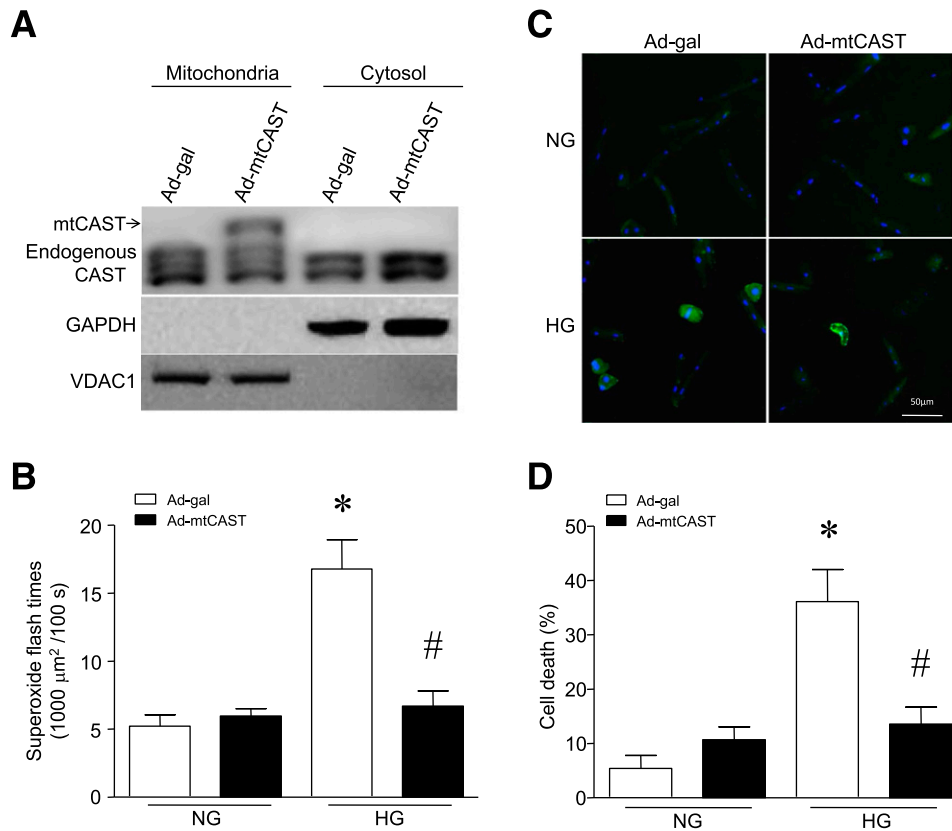 A
Mitochondria Cytosol
Ad-gal Ad-mtCAST Ad-gal Ad-mtCAST
mtCAST→
Endogenous
CAST
GAPDH
VDAC1
C
Ad-gal Ad-mtCAST
NG
HG
50μm
B
Ad-gal
Ad-mtCAST
Superoxide flash times
(1000 μm²/100 s)
20
15
10
5
0
*
#
NG HG
D
Ad-gal
Ad-mtCAST
Cell death (%)
50
40
30
20
10
0
*
#
NG HG